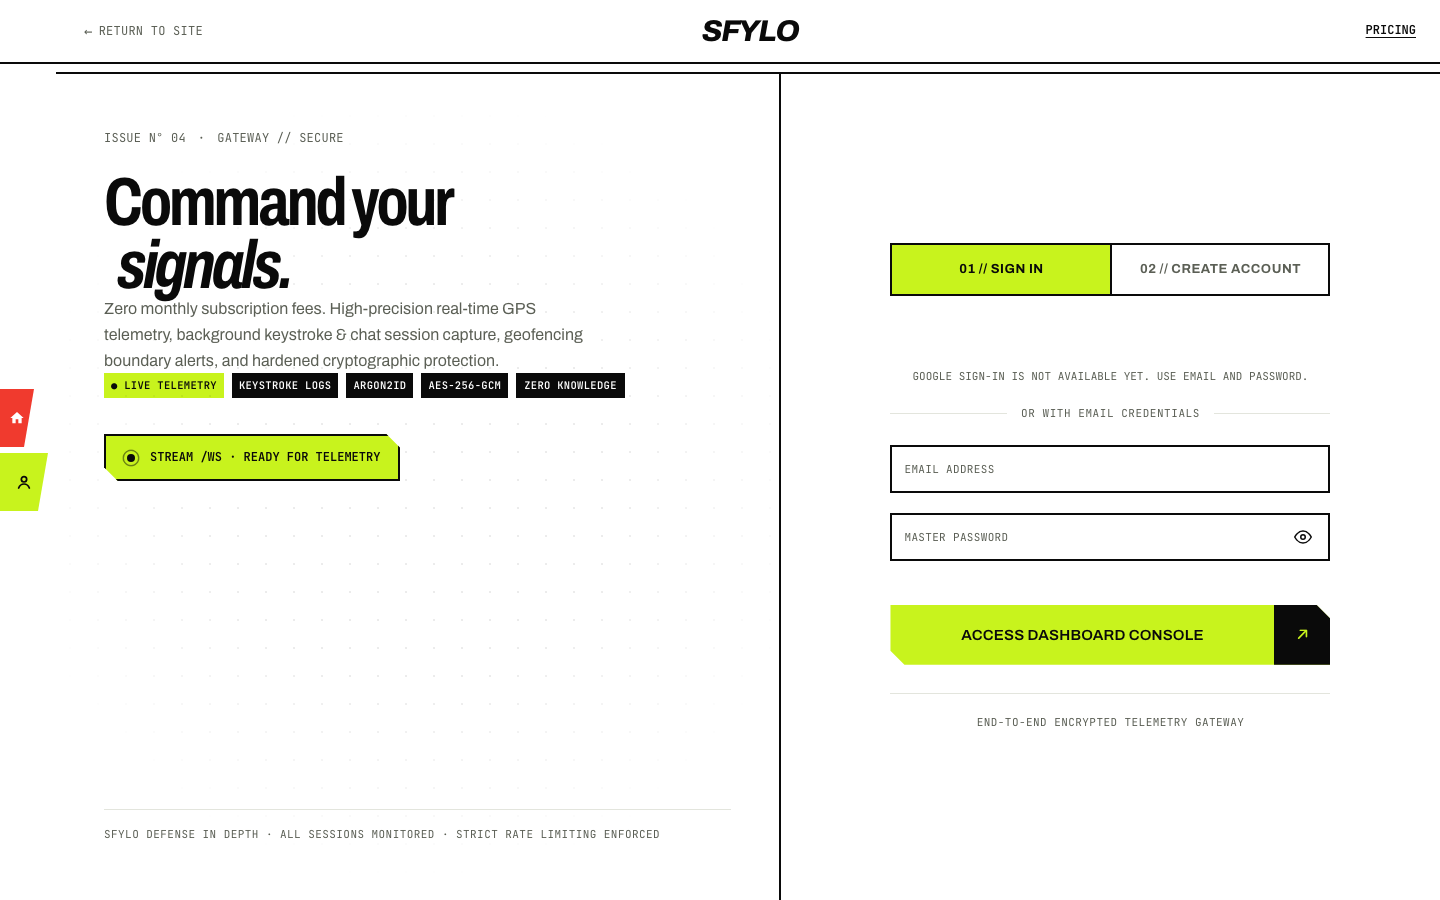 ← RETURN TO SITE
SFYLO
PRICING
ISSUE N° 04 · GATEWAY // SECURE
Command your
signals.
Zero monthly subscription fees. High-precision real-time GPS
telemetry, background keystroke & chat session capture, geofencing
boundary alerts, and hardened cryptographic protection.
● LIVE TELEMETRY
KEYSTROKE LOGS
ARGON2ID
AES-256-GCM
ZERO KNOWLEDGE
STREAM /WS · READY FOR TELEMETRY
SFYLO DEFENSE IN DEPTH · ALL SESSIONS MONITORED · STRICT RATE LIMITING ENFORCED
01 // SIGN IN
02 // CREATE ACCOUNT
GOOGLE SIGN-IN IS NOT AVAILABLE YET. USE EMAIL AND PASSWORD.
OR WITH EMAIL CREDENTIALS
EMAIL ADDRESS
MASTER PASSWORD
ACCESS DASHBOARD CONSOLE
END-TO-END ENCRYPTED TELEMETRY GATEWAY